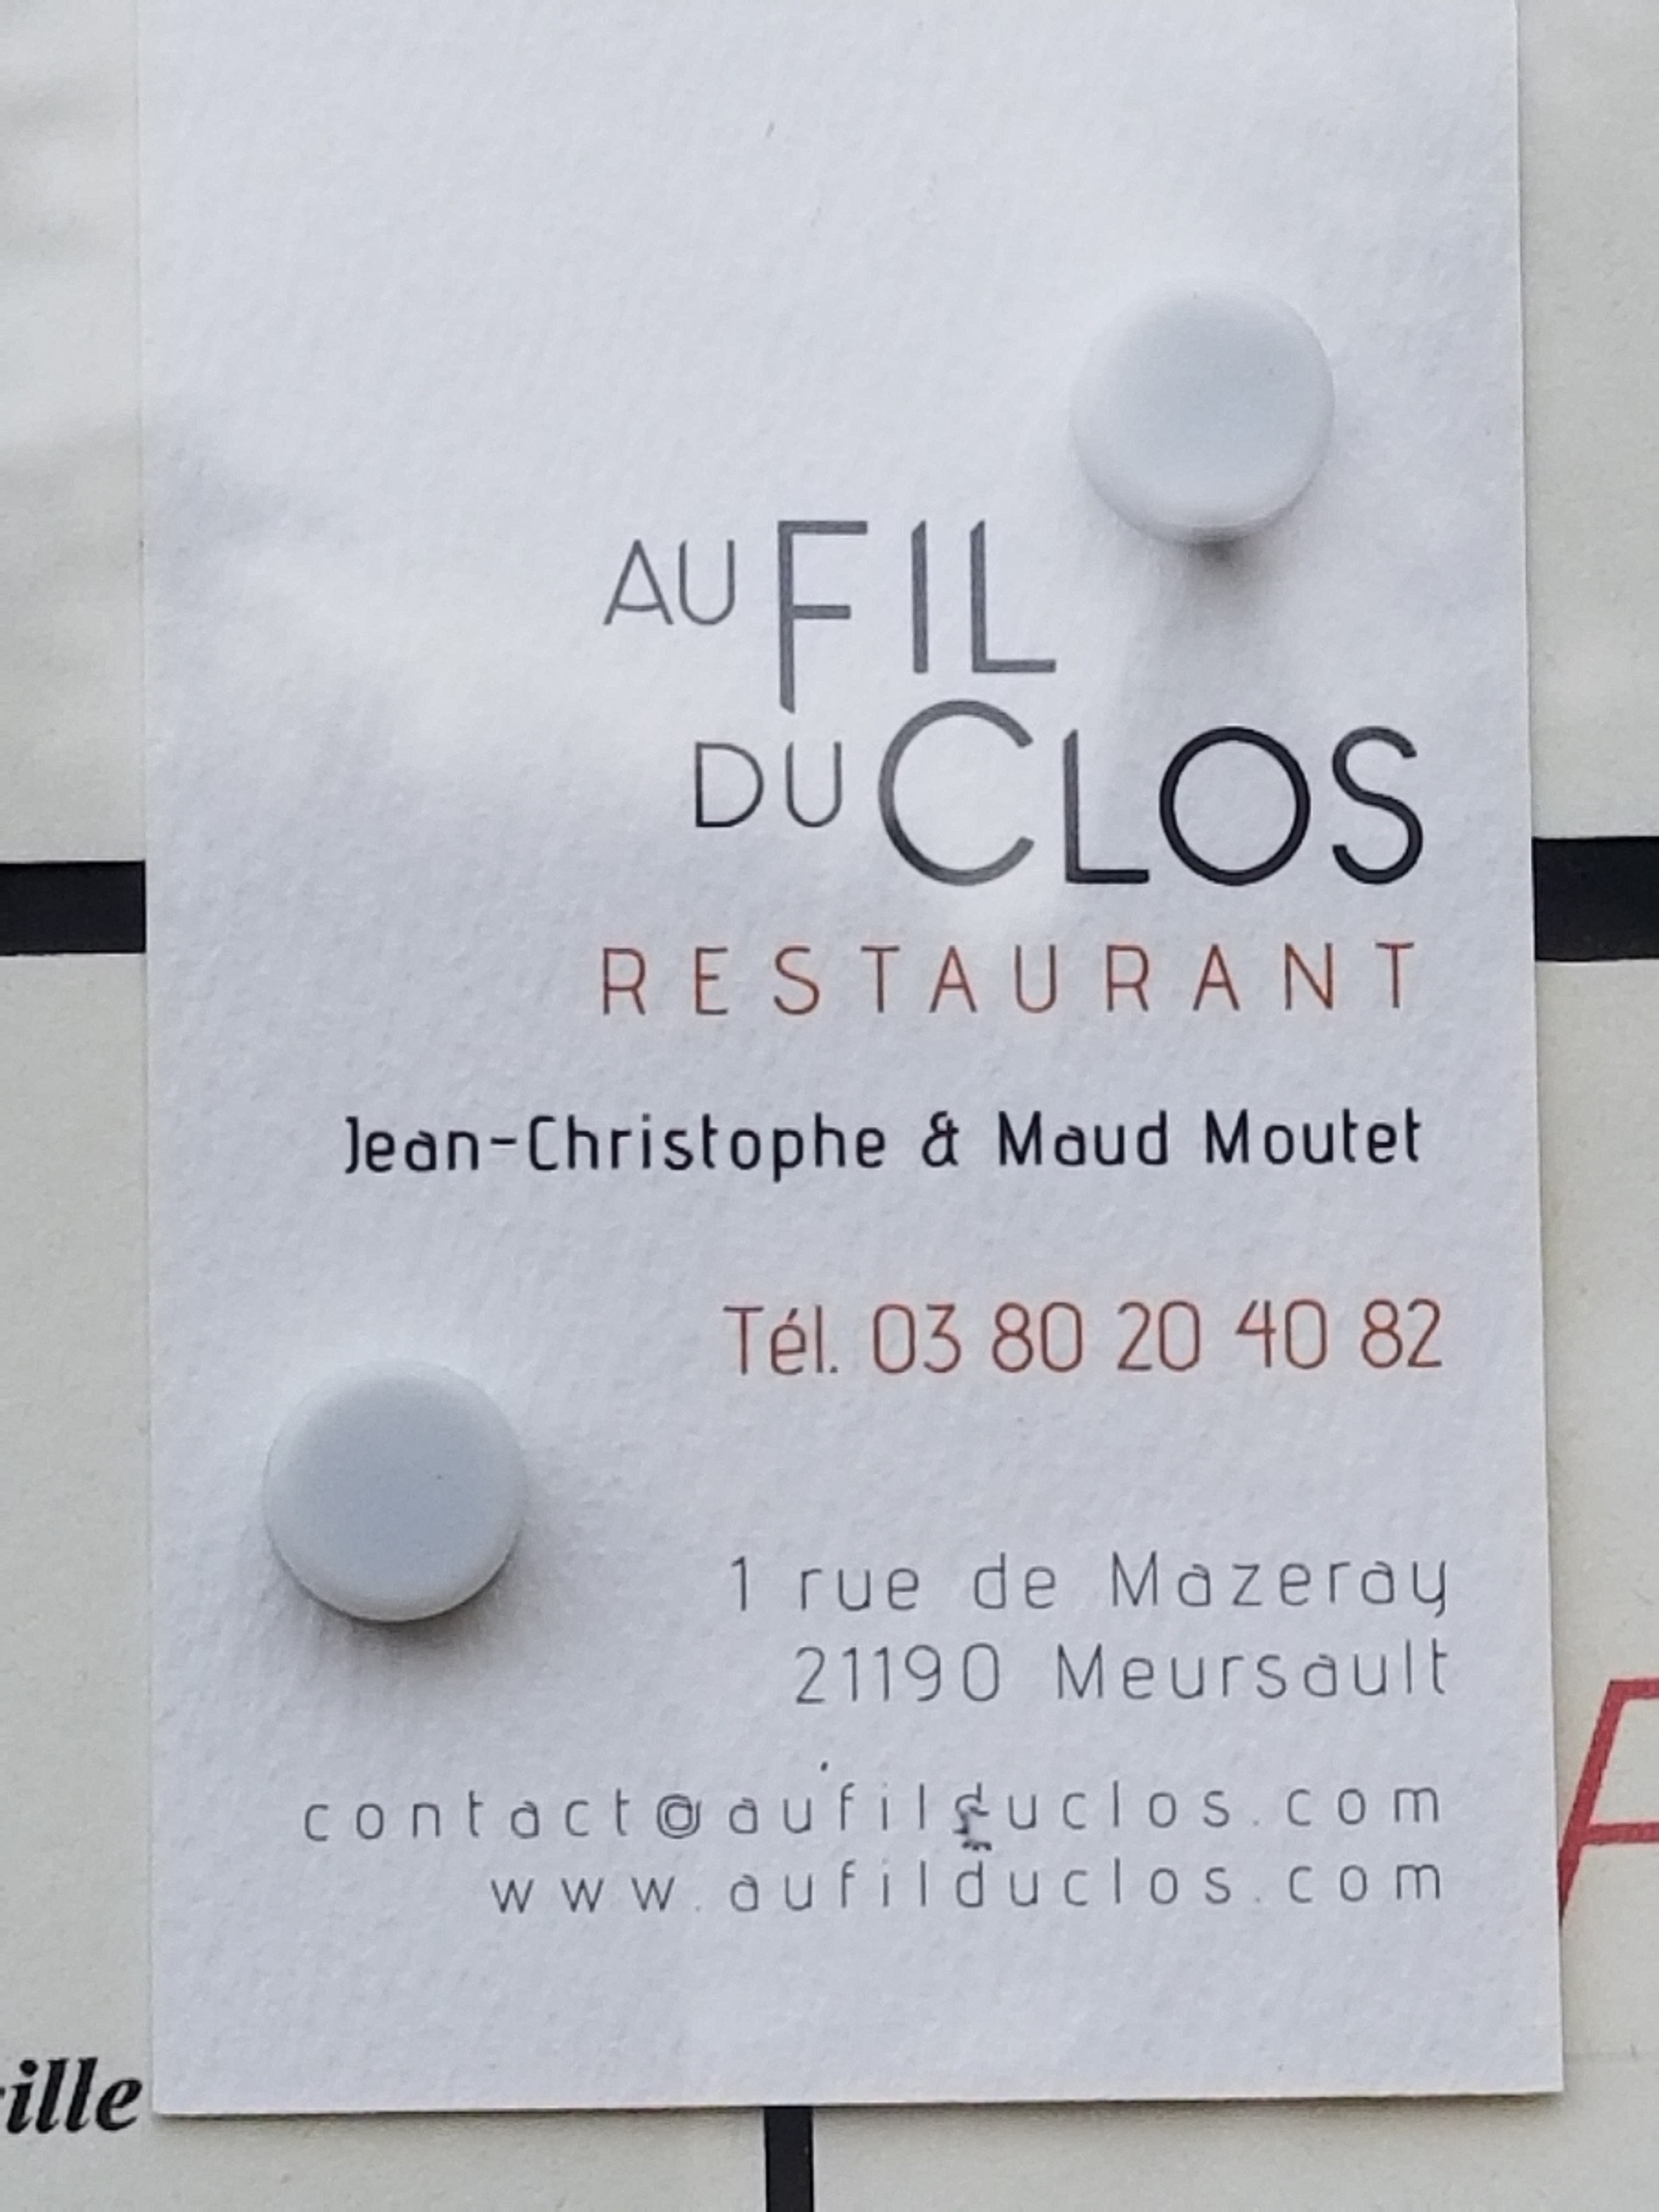 AU FIL
DU CLOS
RESTAURANT
Jean-Christophe & Maud Moutet
Tél. 03 80 20 40 82
1 rue de Mazeray
21190 Meursault
contact@aufilduclos.com
www.aufilduclos.com
ille